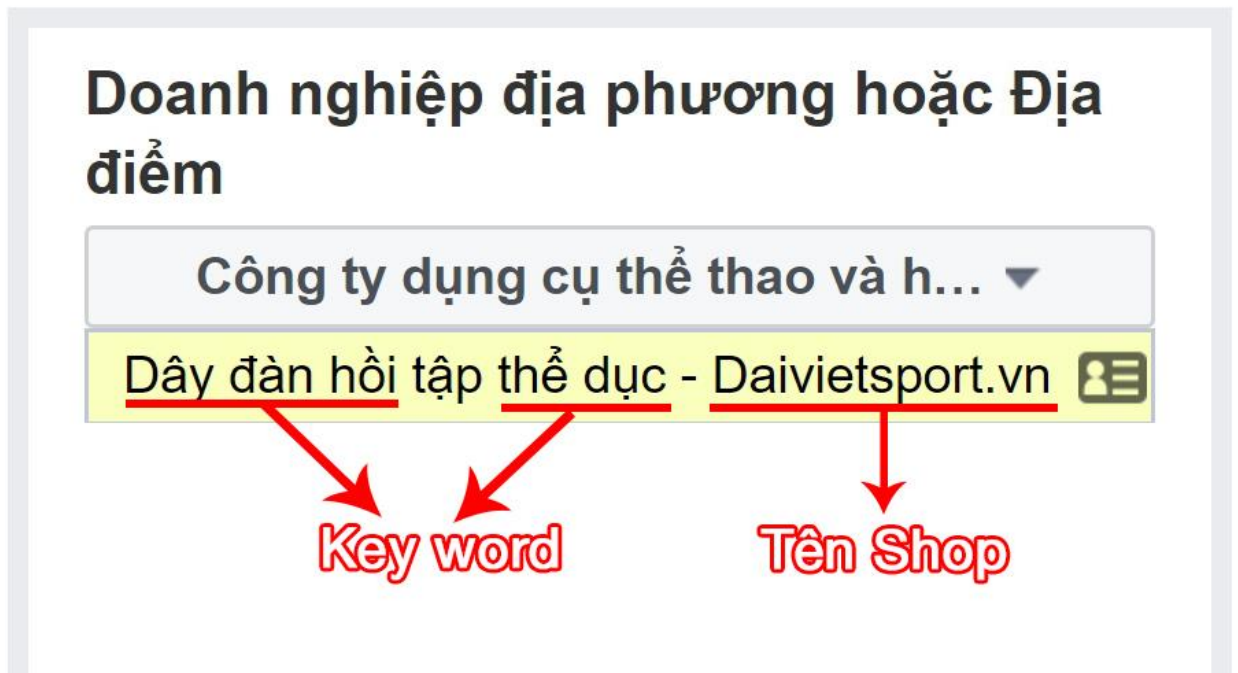 Doanh nghiệp địa phương hoặc Địa
điểm
Công ty dụng cụ thể thao và h...
Dây đàn hồi tập thể dục - Daivietsport.vn
Key word
Tên Shop